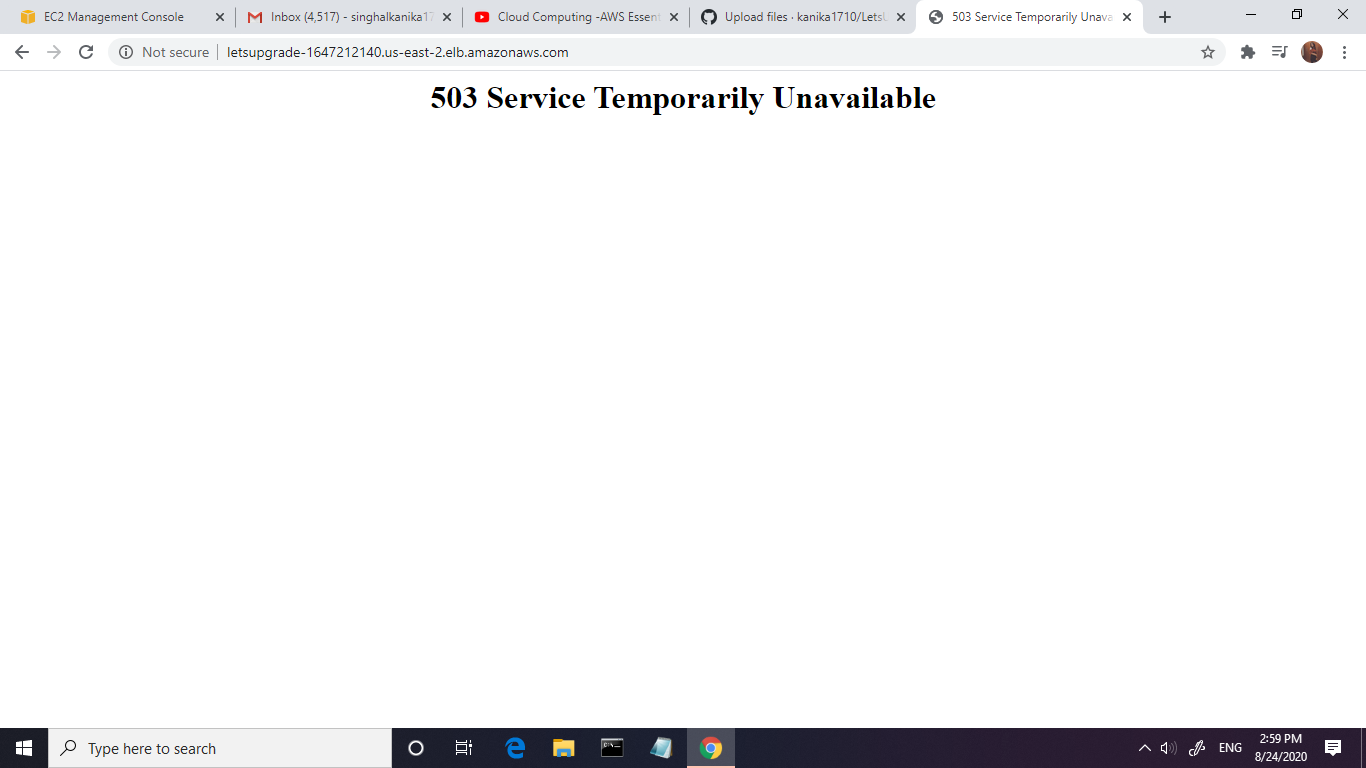 EC2 Management Console
Inbox (4,517) - singhalkanika17
Cloud Computing -AWS Essent
Upload files · kanika1710/LetsU
503 Service Temporarily Unava
Not secure
letsupgrade-1647212140.us-east-2.elb.amazonaws.com
503 Service Temporarily Unavailable
Type here to search
ENG
2:59 PM
8/24/2020